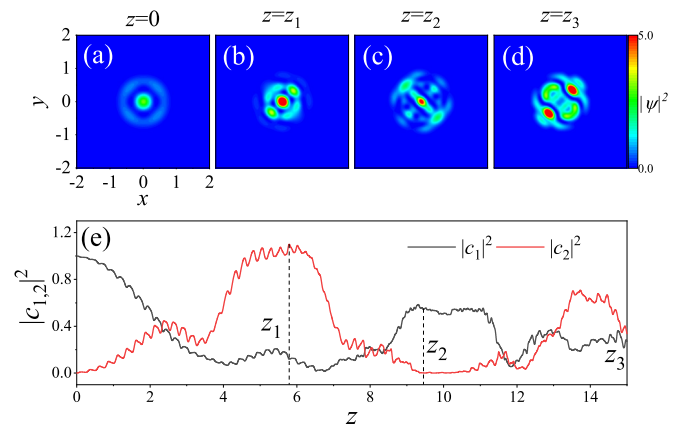 z=0 z=z₁ z=z₂ z=z₃
(a) (b) (c) (d)
2
1
0
-1
-2
y
-2 -1 0 1 2
x
5.0
|ψ|²
0.0
(e)
|c₁|² |c₂|²
1.2
0.8
0.4
0.0
|c₁,₂|²
z₁
z₂
z₃
0 2 4 6 8 10 12 14
z